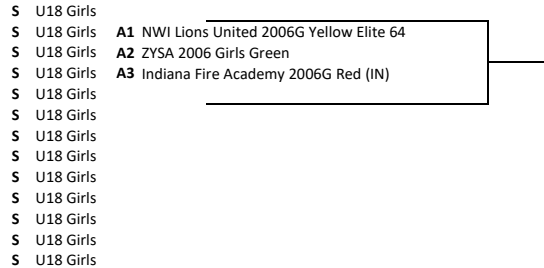 S U18 Girls
S U18 Girls A1 NWI Lions United 2006G Yellow Elite 64
S U18 Girls A2 ZYSA 2006 Girls Green
S U18 Girls A3 Indiana Fire Academy 2006G Red (IN)
S U18 Girls
S U18 Girls
S U18 Girls
S U18 Girls
S U18 Girls
S U18 Girls
S U18 Girls
S U18 Girls
S U18 Girls